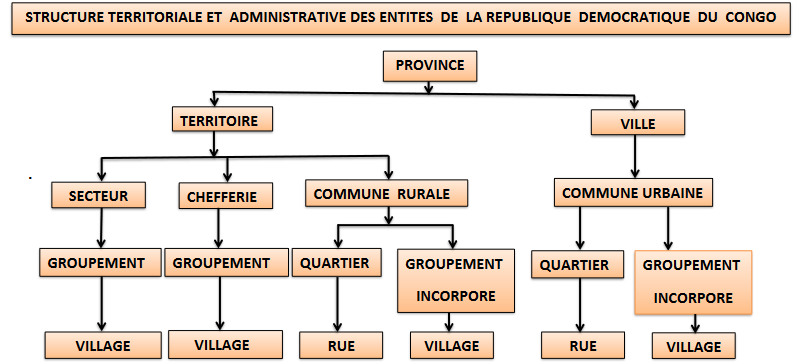 STRUCTURE TERRITORIALE ET ADMINISTRATIVE DES ENTITES DE LA REPUBLIQUE DEMOCRATIQUE DU CONGO
PROVINCE
TERRITOIRE
VILLE
SECTEUR
CHEFFERIE
COMMUNE RURALE
COMMUNE URBAINE
GROUPEMENT
GROUPEMENT
QUARTIER
GROUPEMENT
INCORPORE
QUARTIER
GROUPEMENT
INCORPORE
VILLAGE
VILLAGE
RUE
VILLAGE
RUE
VILLAGE